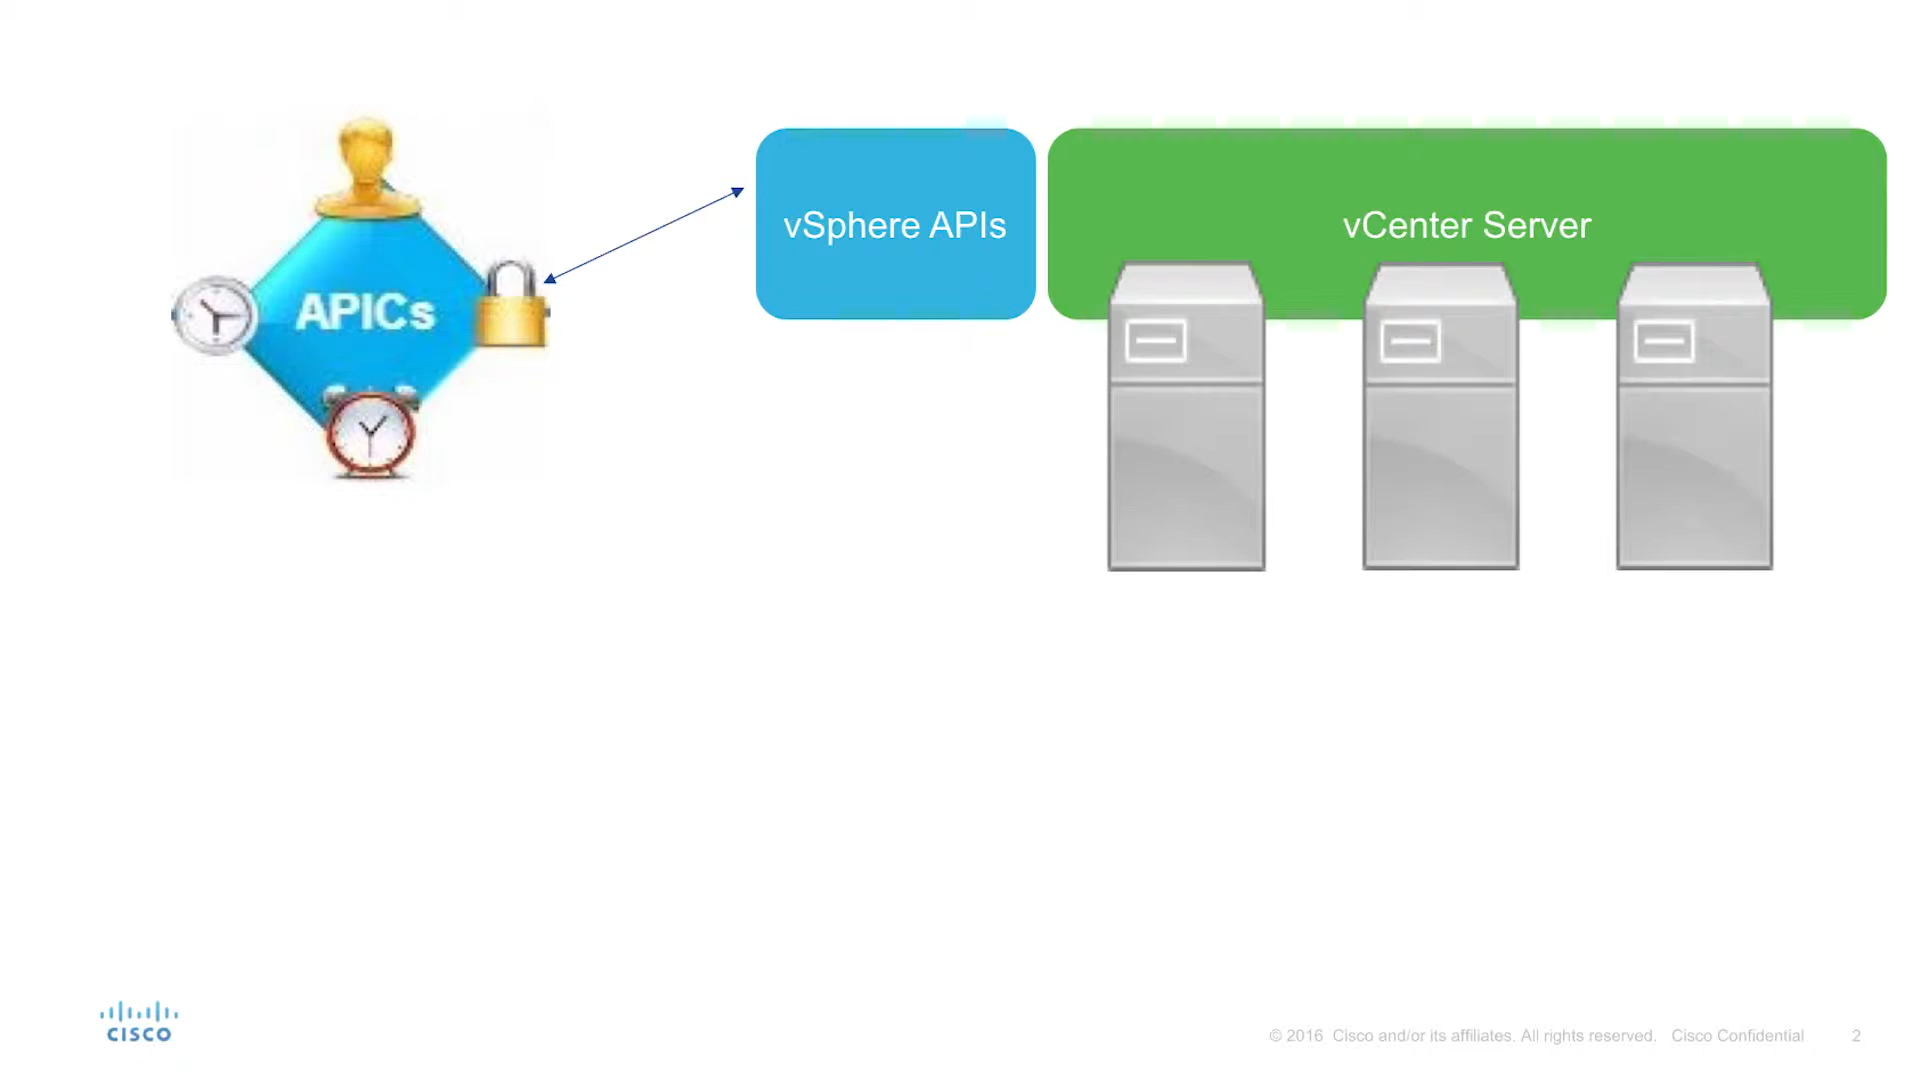 APICs
vSphere APIs
vCenter Server
CISCO
© 2016 Cisco and/or its affiliates. All rights reserved. Cisco Confidential
2